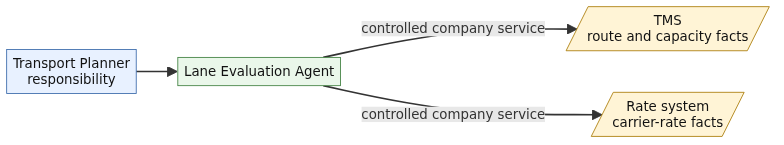 Transport Planner
responsibility
Lane Evaluation Agent
controlled company service
TMS
route and capacity facts
controlled company service
Rate system
carrier-rate facts